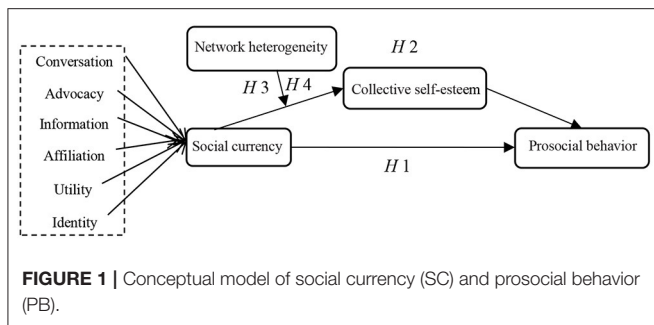 Network heterogeneity
H 2
Conversation
Advocacy
H 3
H 4
Collective self-esteem
Information
Affiliation
Social currency
Prosocial behavior
H 1
Utility
Identity
FIGURE 1 | Conceptual model of social currency (SC) and prosocial behavior
(PB).